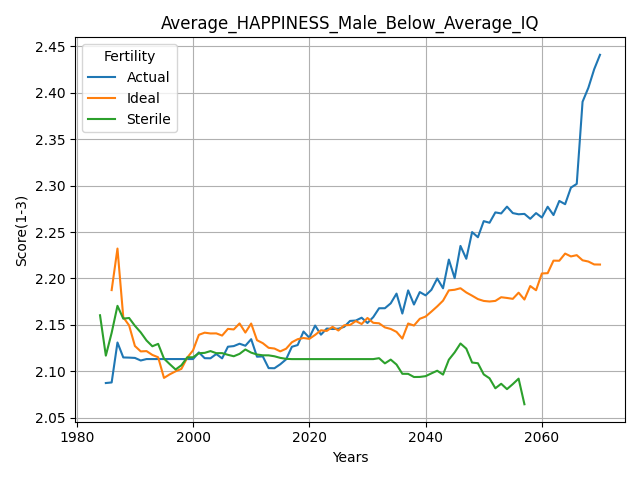 Average_HAPPINESS_Male_Below_Average_IQ
Fertility
Actual
Ideal
Sterile
Score(1-3)
2.45
2.40
2.35
2.30
2.25
2.20
2.15
2.10
2.05
1980 2000 2020 2040 2060
Years